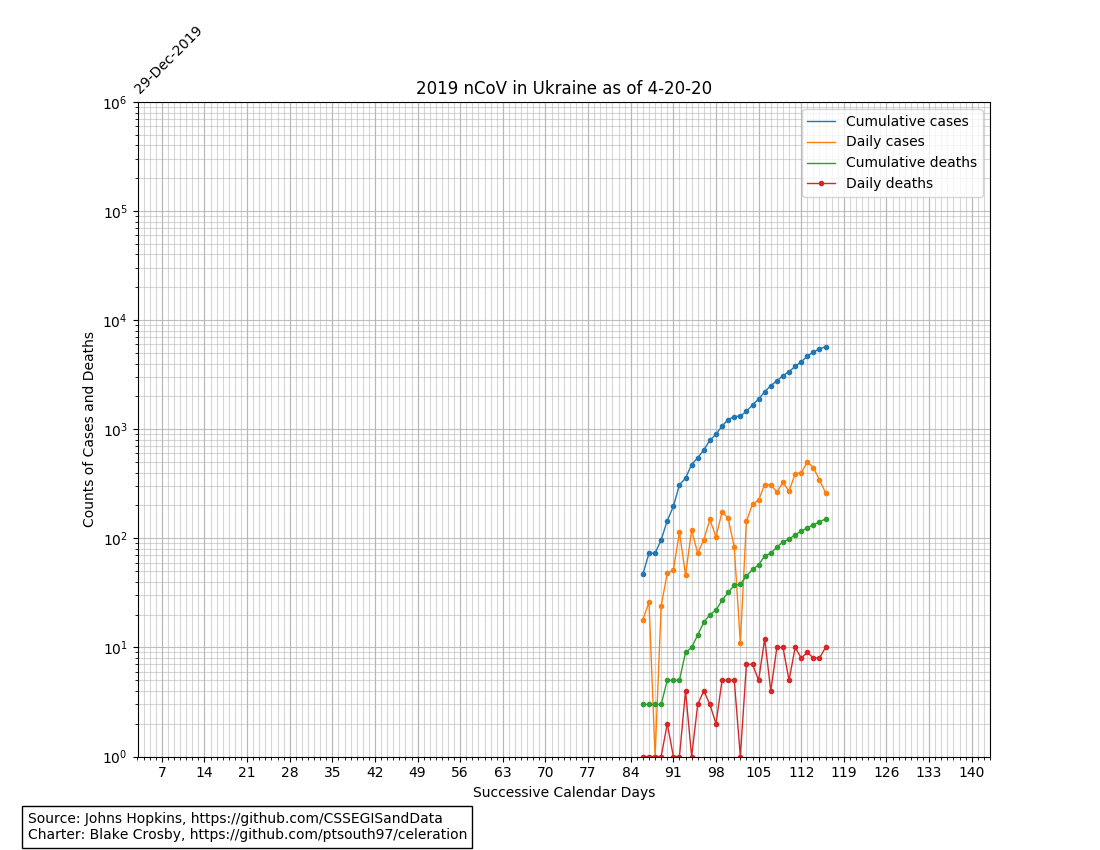 29-Dec-2019
2019 nCoV in Ukraine as of 4-20-20
Cumulative cases
Daily cases
Cumulative deaths
Daily deaths
10^6
10^5
10^4
10^3
10^2
10^1
10^0
Counts of Cases and Deaths
7 14 21 28 35 42 49 56 63 70 77 84 91 98 105 112 119 126 133 140
Successive Calendar Days
Source: Johns Hopkins, https://github.com/CSSEGISandData
Charter: Blake Crosby, https://github.com/ptsouth97/celeration